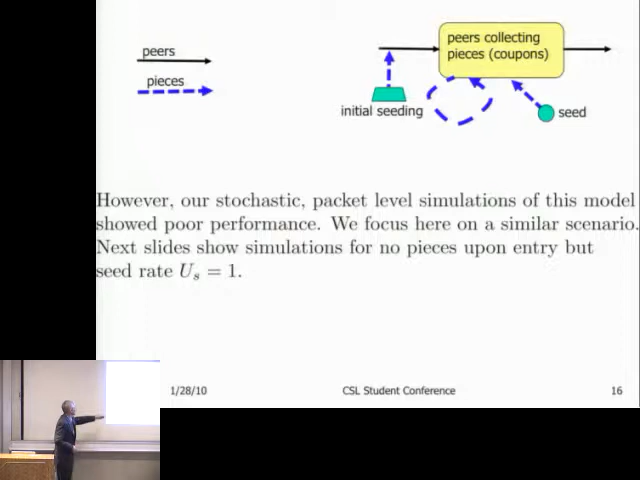 peers
pieces
peers collecting
pieces (coupons)
initial seeding
seed
However, our stochastic, packet level simulations of this model
showed poor performance. We focus here on a similar scenario.
Next slides show simulations for no pieces upon entry but
seed rate Us = 1.
1/28/10
CSL Student Conference
16